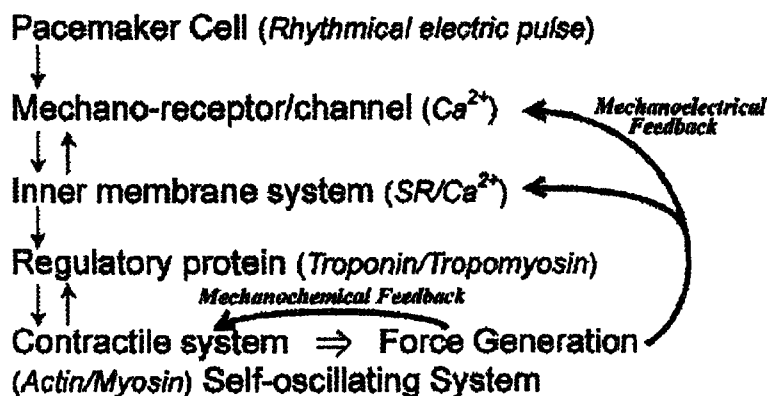 Pacemaker Cell (Rhythmical electric pulse)
Mechano-receptor/channel (Ca²⁺)
Mechanoelectrical
Feedback
Inner membrane system (SR/Ca²⁺)
Regulatory protein (Troponin/Tropomyosin)
Mechanochemical Feedback
Contractile system ⇒ Force Generation
(Actin/Myosin) Self-oscillating System